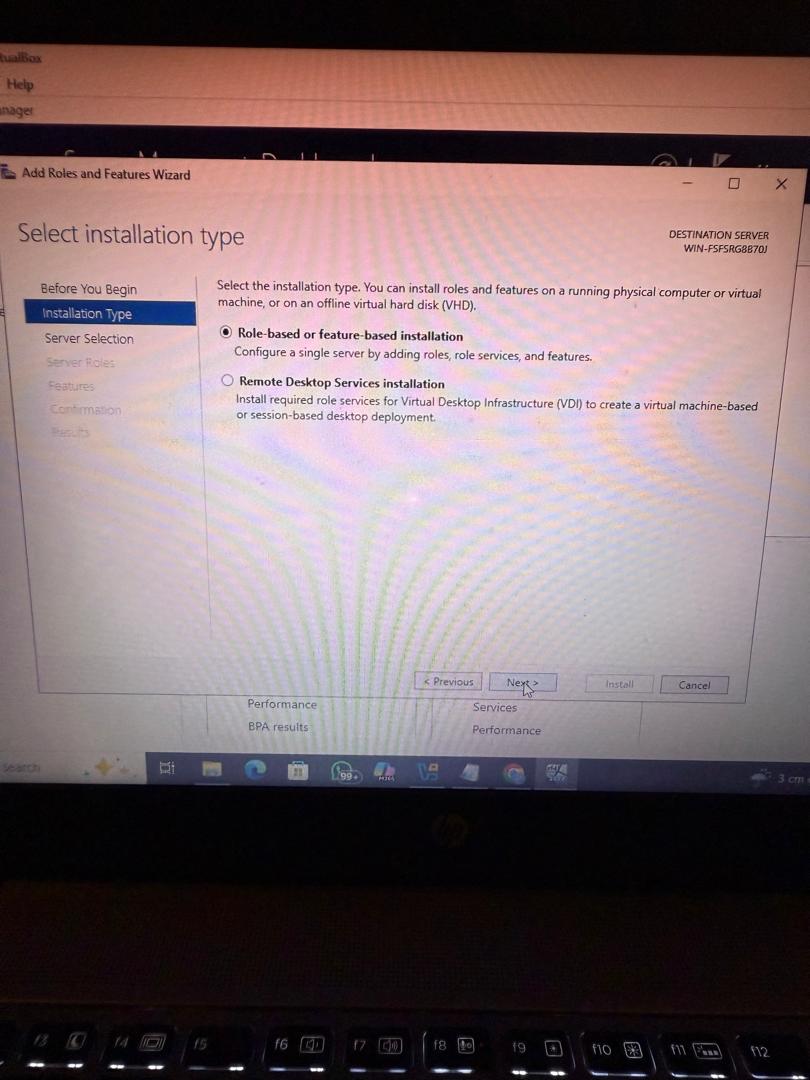 tualBox
Help
nager
Add Roles and Features Wizard
Select installation type
DESTINATION SERVER
WIN-FSFSRG8B70J
Before You Begin
Installation Type
Server Selection
Server Roles
Features
Confirmation
Results
Select the installation type. You can install roles and features on a running physical computer or virtual
machine, or on an offline virtual hard disk (VHD).
Role-based or feature-based installation
Configure a single server by adding roles, role services, and features.
Remote Desktop Services installation
Install required role services for Virtual Desktop Infrastructure (VDI) to create a virtual machine-based
or session-based desktop deployment.
< Previous
Next >
Install
Cancel
Performance
BPA results
Services
Performance
search
99+
M365
3 cm
hp
f3
f4
f5
f6
f7
f8
f9
f10
f11
f12